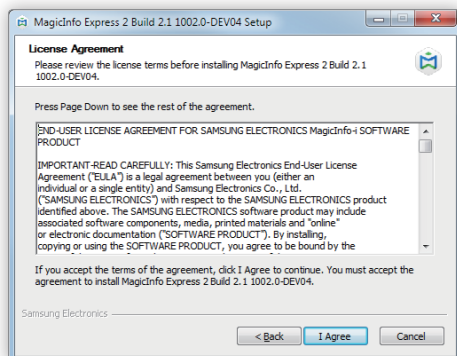 MagicInfo Express 2 Build 2.1 1002.0-DEV04 Setup
License Agreement
Please review the license terms before installing MagicInfo Express 2 Build 2.1
1002.0-DEV04.
Press Page Down to see the rest of the agreement.
END-USER LICENSE AGREEMENT FOR SAMSUNG ELECTRONICS MagicInfo-i SOFTWARE
PRODUCT
IMPORTANT-READ CAREFULLY: This Samsung Electronics End-User License
Agreement ("EULA") is a legal agreement between you (either an
individual or a single entity) and Samsung Electronics Co., Ltd.
("SAMSUNG ELECTRONICS") with respect to the SAMSUNG ELECTRONICS product
identified above. The SAMSUNG ELECTRONICS software product may include
associated software components, media, printed materials and "online"
or electronic documentation ("SOFTWARE PRODUCT"). By installing,
copying or using the SOFTWARE PRODUCT, you agree to be bound by the
If you accept the terms of the agreement, click I Agree to continue. You must accept the
agreement to install MagicInfo Express 2 Build 2.1 1002.0-DEV04.
Samsung Electronics
< Back
I Agree
Cancel